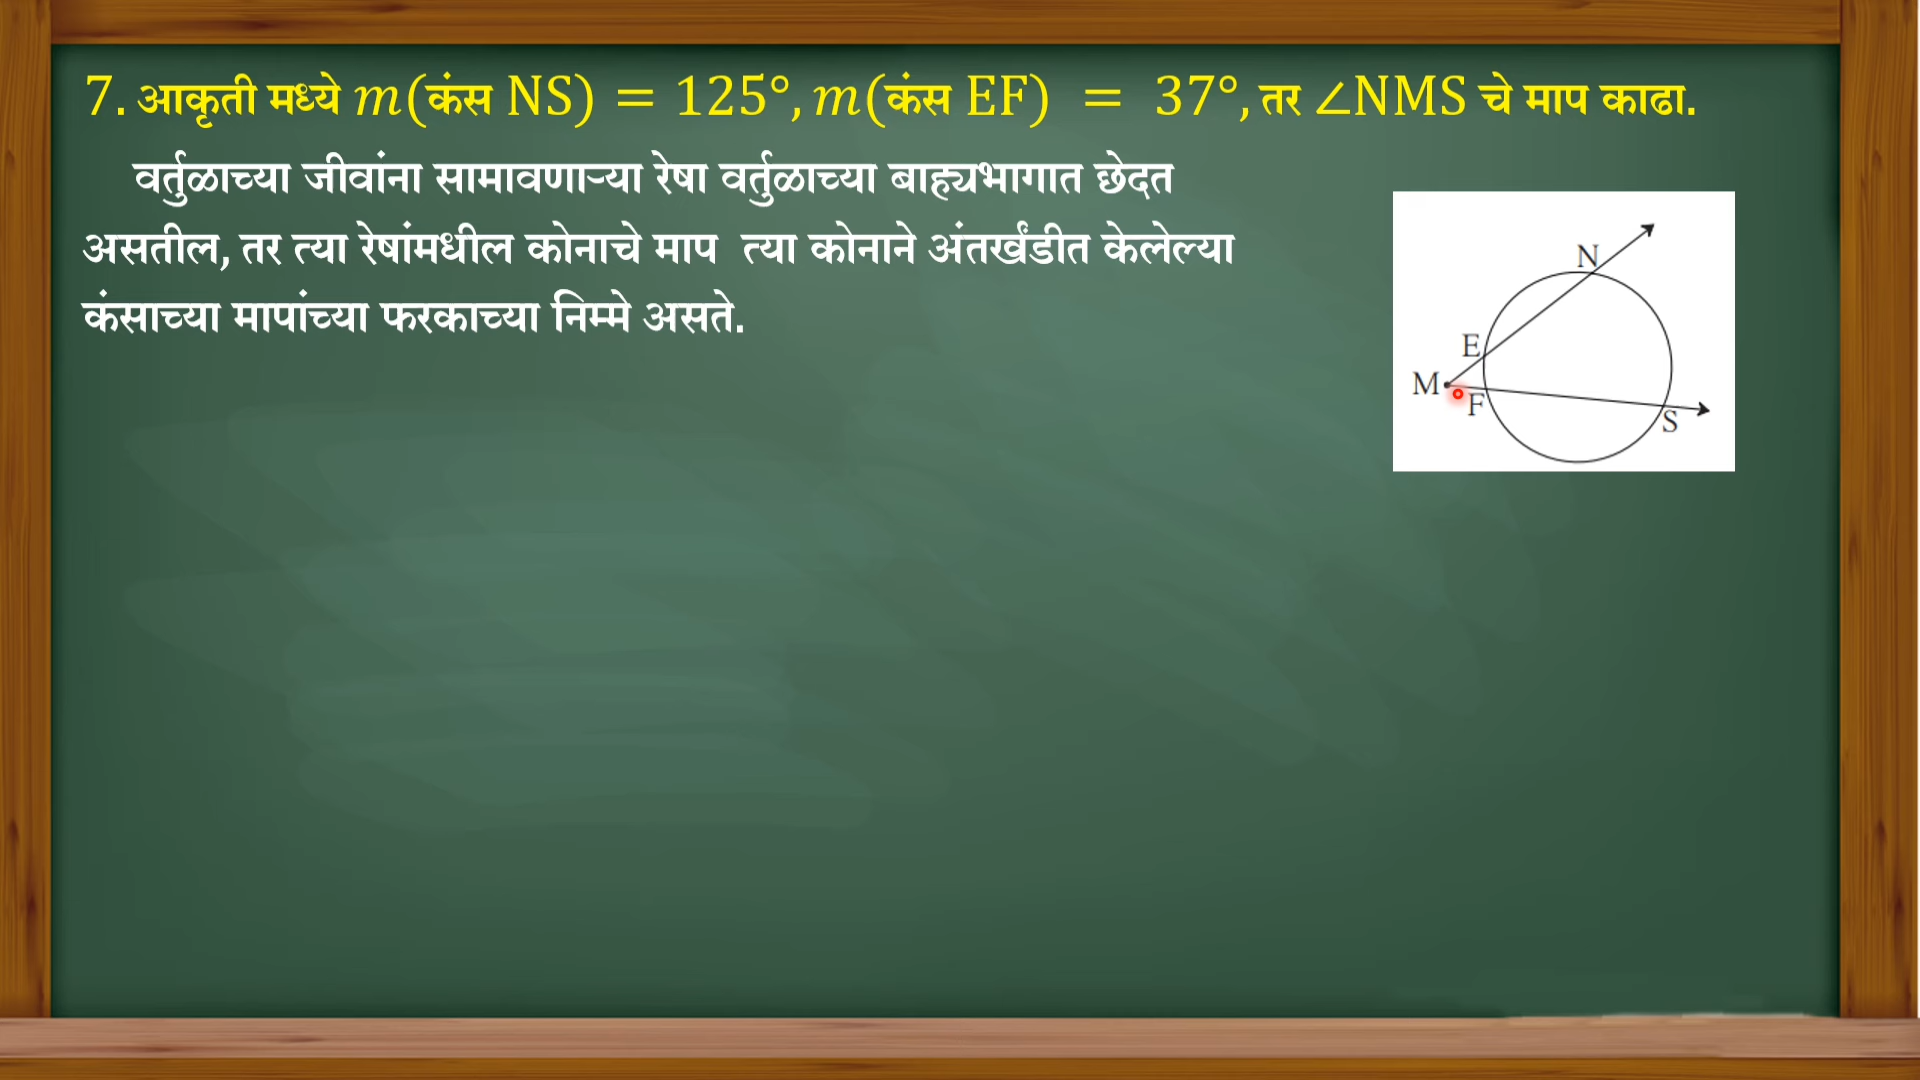 7. आकृती मध्ये m(कंस NS) = 125°, m(कंस EF) = 37°, तर ∠NMS चे माप काढा.
वर्तुळाच्या जीवांना सामावणाऱ्या रेषा वर्तुळाच्या बाह्यभागात छेदत
असतील, तर त्या रेषांमधील कोनाचे माप त्या कोनाने अंतर्खंडीत केलेल्या
कंसाच्या मापांच्या फरकाच्या निम्मे असते.
N
E
M
F
S